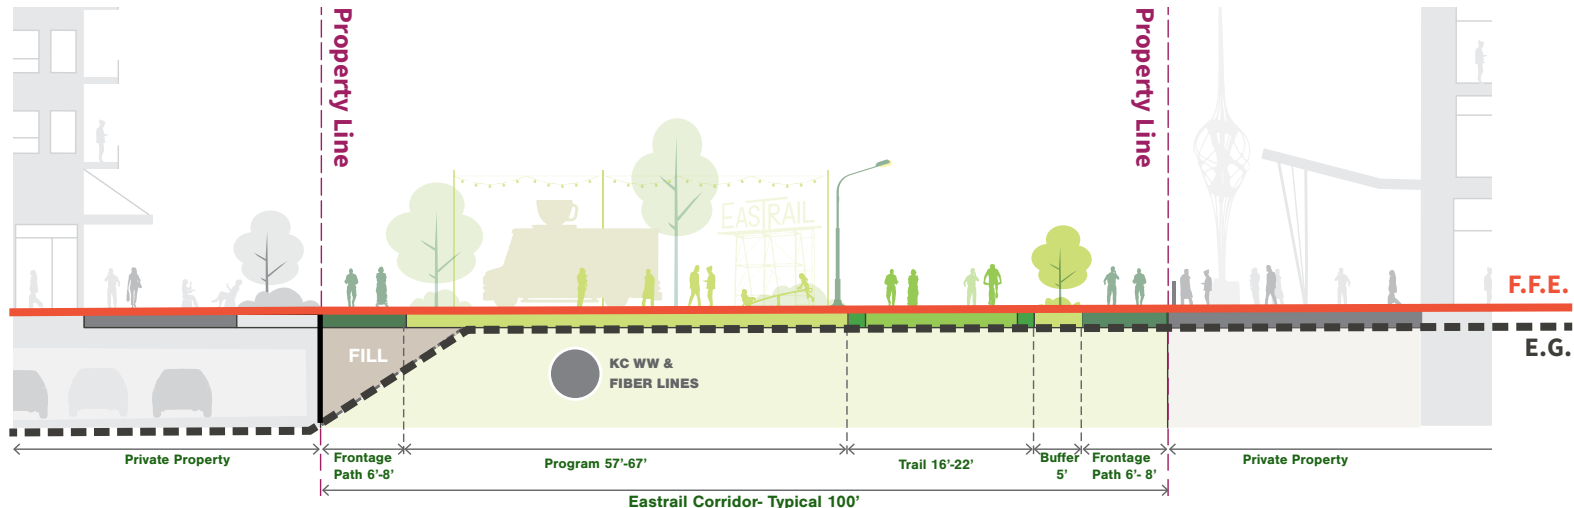 Property Line
Property Line
EASTRAIL
F.F.E.
E.G.
FILL
KC WW &
FIBER LINES
Private Property
Frontage
Path 6'-8'
Program 57'-67'
Trail 16'-22'
Buffer
5'
Frontage
Path 6'- 8'
Private Property
Eastrail Corridor- Typical 100'